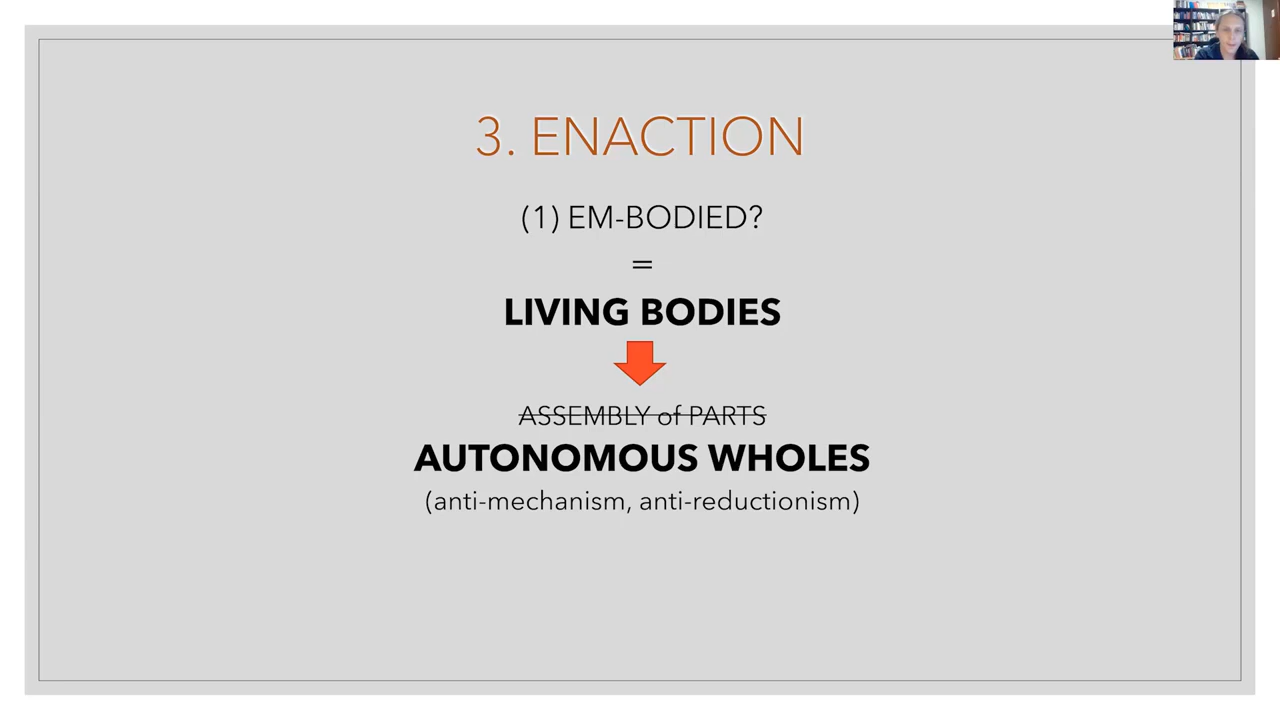 3. ENACTION
(1) EM-BODIED?
=
LIVING BODIES
ASSEMBLY of PARTS
AUTONOMOUS WHOLES
(anti-mechanism, anti-reductionism)